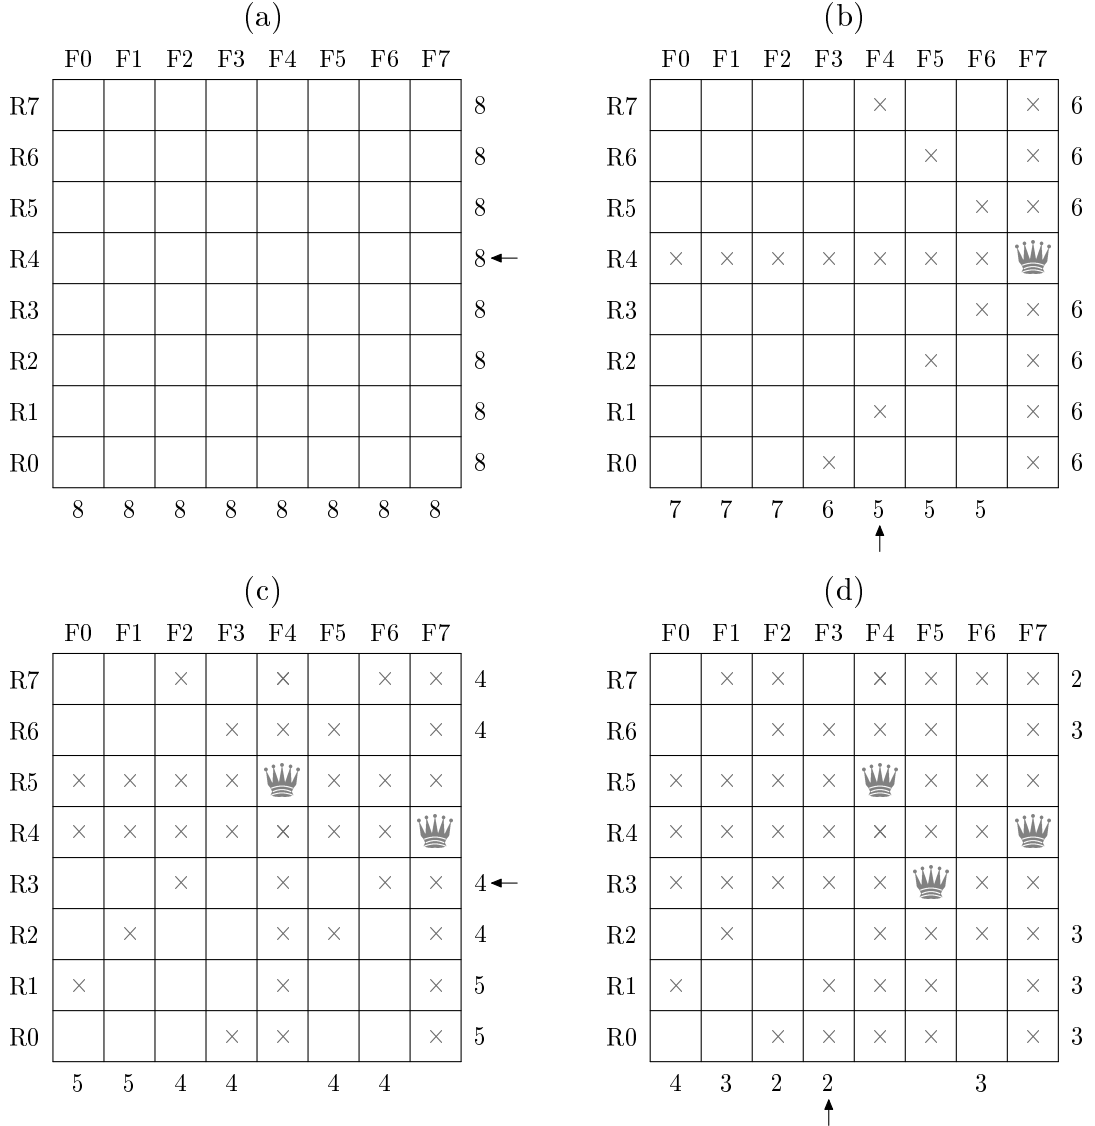 (a) (b)
F0 F1 F2 F3 F4 F5 F6 F7 F0 F1 F2 F3 F4 F5 F6 F7
R7 8 R7 6
R6 8 R6 6
R5 8 R5 6
R4 8 R4
R3 8 R3 6
R2 8 R2 6
R1 8 R1 6
R0 8 R0 6
8 8 8 8 8 8 8 8 7 7 7 6 5 5 5
(c) (d)
F0 F1 F2 F3 F4 F5 F6 F7 F0 F1 F2 F3 F4 F5 F6 F7
R7 4 R7 2
R6 4 R6 3
R5 R5
R4 R4
R3 4 R3
R2 4 R2 3
R1 5 R1 3
R0 5 R0 3
5 5 4 4 4 4 4 3 2 2 3